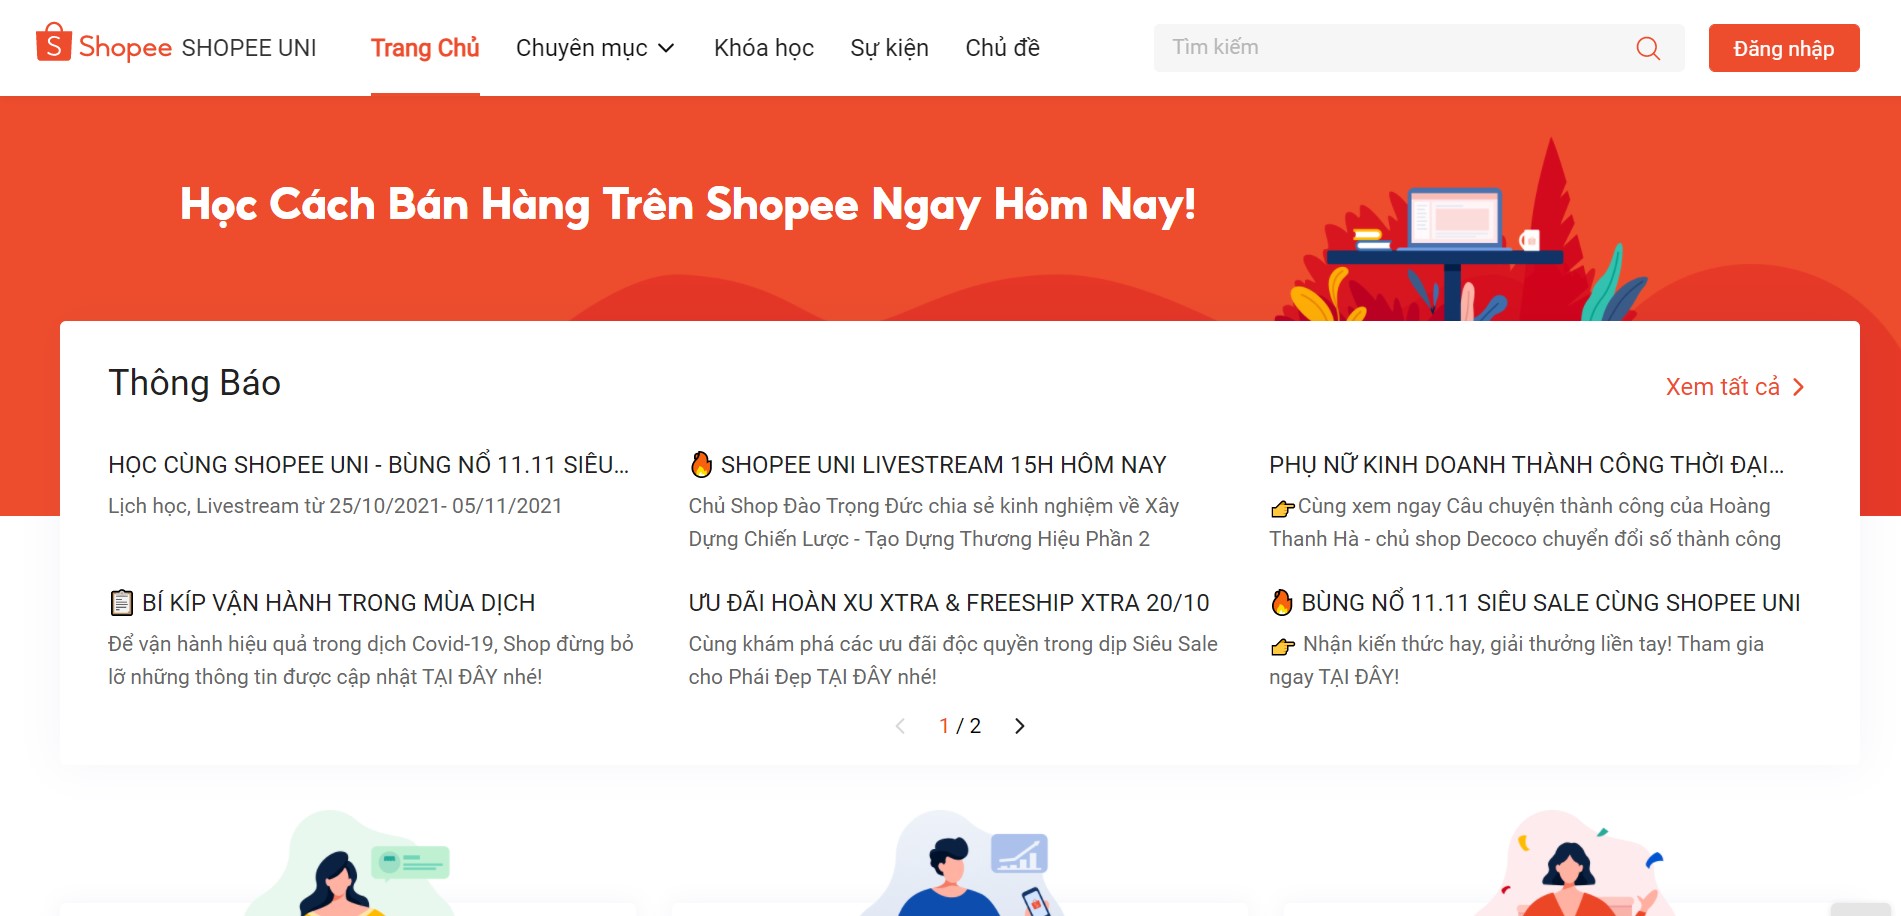 Shopee SHOPEE UNI
Trang Chủ
Chuyên mục
Khóa học
Sự kiện
Chủ đề
Tìm kiếm
Đăng nhập
Học Cách Bán Hàng Trên Shopee Ngay Hôm Nay!
Thông Báo
Xem tất cả
HỌC CÙNG SHOPEE UNI - BÙNG NỔ 11.11 SIÊU...
Lịch học, Livestream từ 25/10/2021- 05/11/2021
🔥 SHOPEE UNI LIVESTREAM 15H HÔM NAY
Chủ Shop Đào Trọng Đức chia sẻ kinh nghiệm về Xây
Dựng Chiến Lược - Tạo Dựng Thương Hiệu Phần 2
PHỤ NỮ KINH DOANH THÀNH CÔNG THỜI ĐẠI...
👉Cùng xem ngay Câu chuyện thành công của Hoàng
Thanh Hà - chủ shop Decoco chuyển đổi số thành công
📋 BÍ KÍP VẬN HÀNH TRONG MÙA DỊCH
Để vận hành hiệu quả trong dịch Covid-19, Shop đừng bỏ
lỡ những thông tin được cập nhật TẠI ĐÂY nhé!
ƯU ĐÃI HOÀN XU XTRA & FREESHIP XTRA 20/10
Cùng khám phá các ưu đãi độc quyền trong dịp Siêu Sale
cho Phái Đẹp TẠI ĐÂY nhé!
🔥 BÙNG NỔ 11.11 SIÊU SALE CÙNG SHOPEE UNI
👉 Nhận kiến thức hay, giải thưởng liền tay! Tham gia
ngay TẠI ĐÂY!
1 / 2